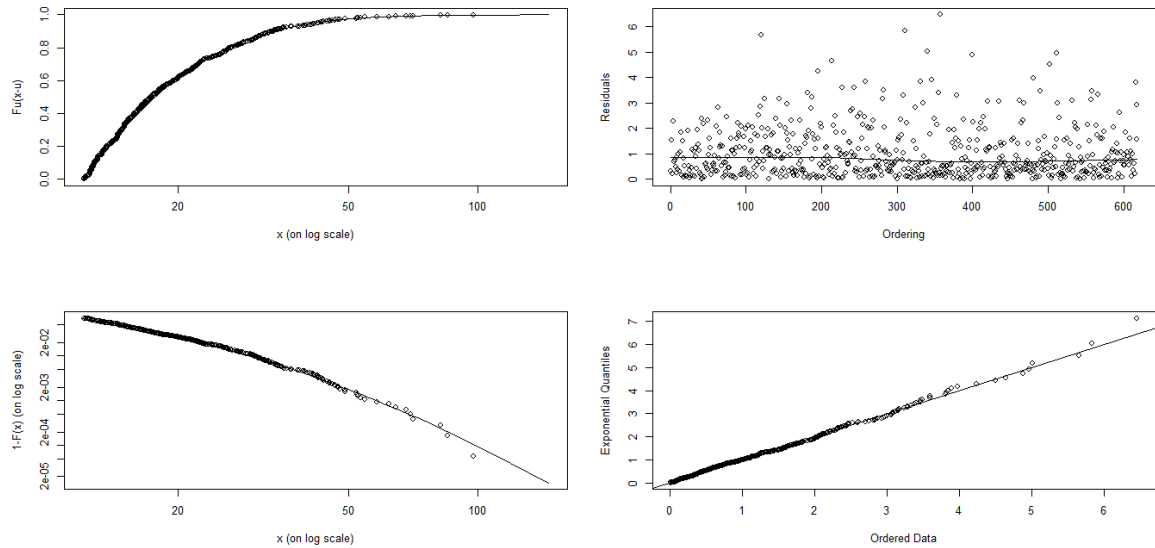 Fu(x-u)
0.0 0.2 0.4 0.6 0.8 1.0
20 50 100
x (on log scale)
Residuals
0 1 2 3 4 5 6
0 100 200 300 400 500 600
Ordering
1-F(x) (on log scale)
2e-05 2e-04 2e-03 2e-02
20 50 100
x (on log scale)
Exponential Quantiles
0 1 2 3 4 5 6 7
0 1 2 3 4 5 6
Ordered Data